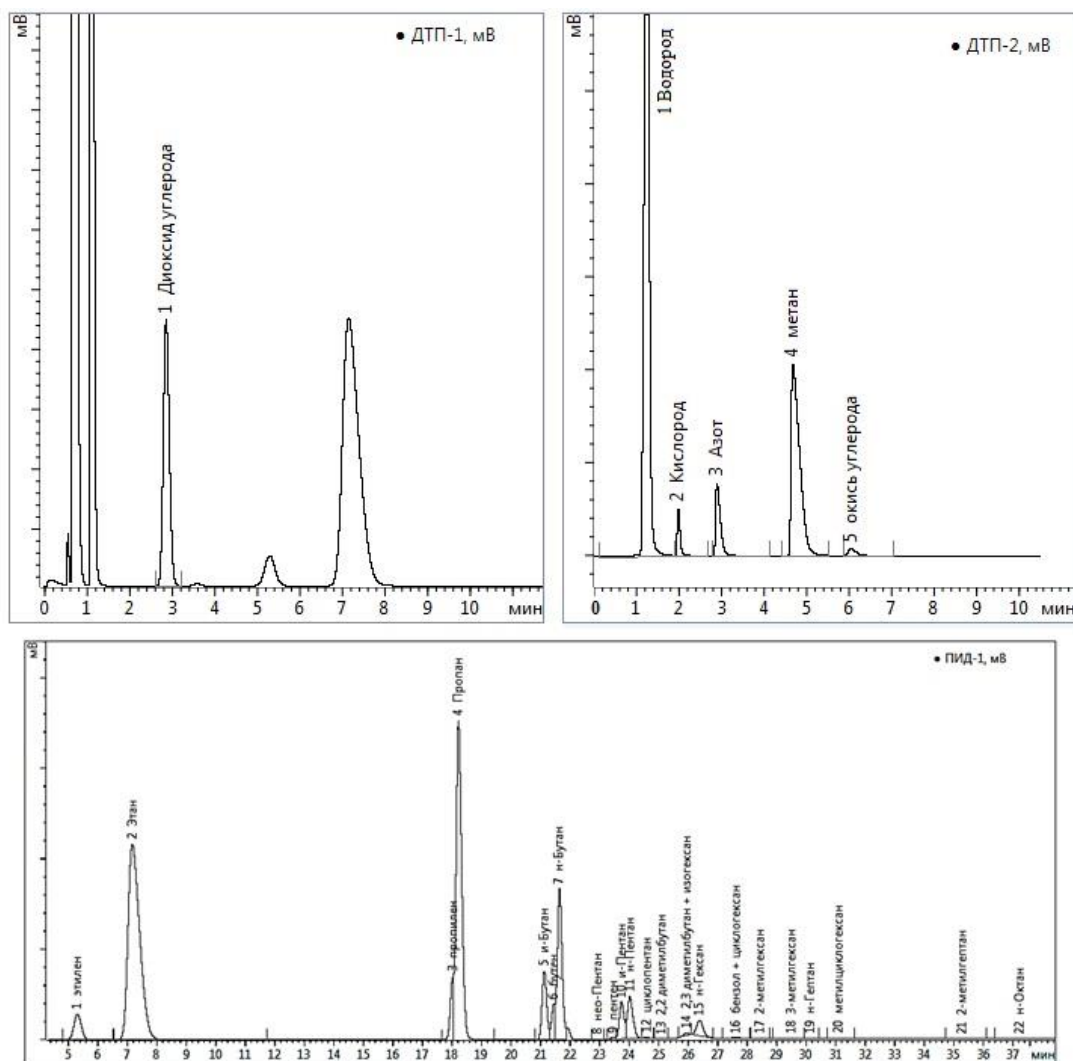 мВ
● ДТП-1, мВ
1 Диоксид углерода
0 1 2 3 4 5 6 7 8 9 10 мин
мВ
● ДТП-2, мВ
1 Водород
2 Кислород
3 Азот
4 метан
5 окись углерода
0 1 2 3 4 5 6 7 8 9 10 мин
мВ
● ПИД-1, мВ
1 этилен
2 Этан
3 пропилен
4 Пропан
5 и-Бутан
6 бутен
7 н-Бутан
8 нео-Пентан
9 пентен
10 и-Пентан
11 н-Пентан
12 циклопентан
13 2,2 диметилбутан
14 2,3 диметилбутан + изогексан
15 н-Гексан
16 бензол + циклогексан
17 2-метилгексан
18 3-метилгексан
19 н-Гептан
20 метилциклогексан
21 2-метилгептан
22 н-Октан
5 6 7 8 9 10 11 12 13 14 15 16 17 18 19 20 21 22 23 24 25 26 27 28 29 30 31 32 33 34 35 36 37 мин